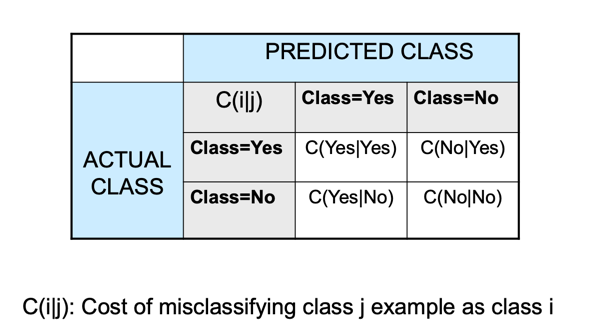 PREDICTED CLASS
C(i|j) Class=Yes Class=No
ACTUAL CLASS
Class=Yes C(Yes|Yes) C(No|Yes)
Class=No C(Yes|No) C(No|No)
C(i|j): Cost of misclassifying class j example as class i